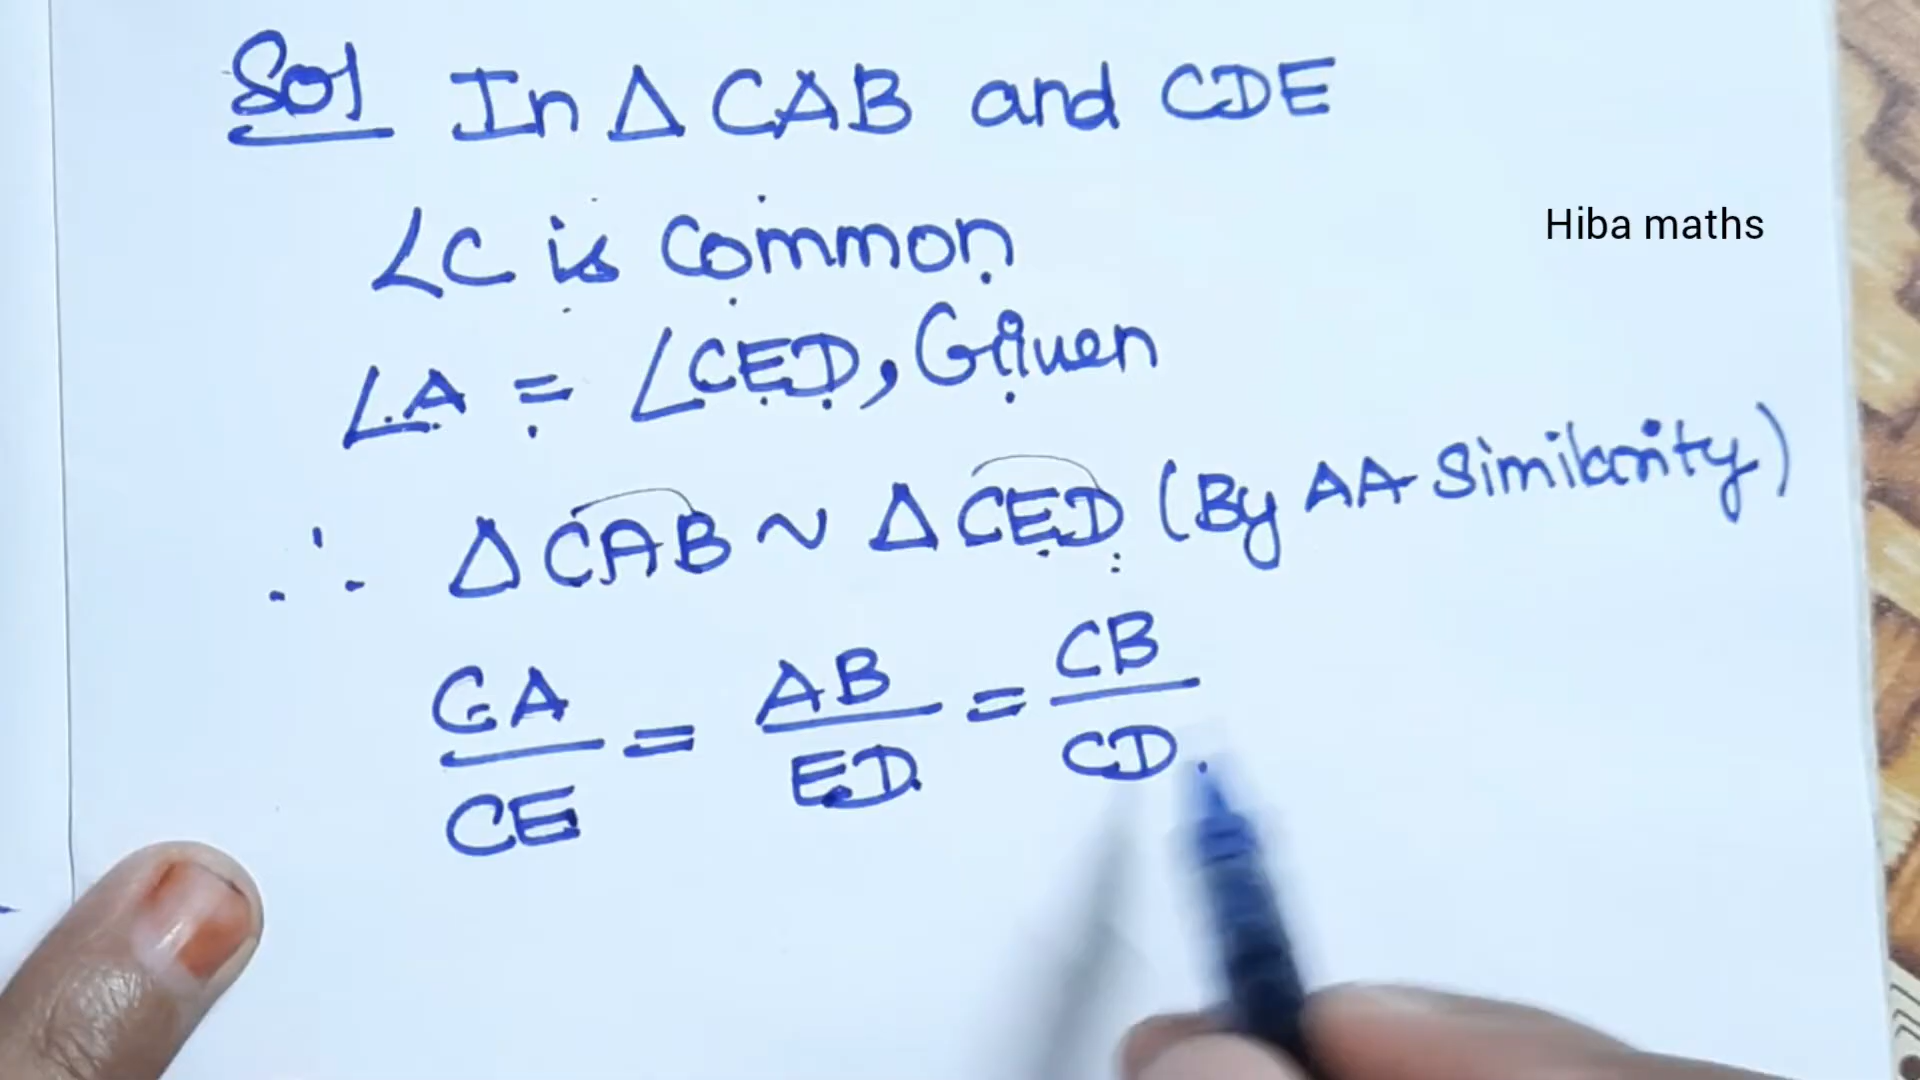 Sol In Δ CAB and CDE
Hiba maths
∠C is common
∠A = ∠CED, Given
∴ Δ CAB ~ Δ CED (By AA Similarity)
CA/CE = AB/ED = CB/CD